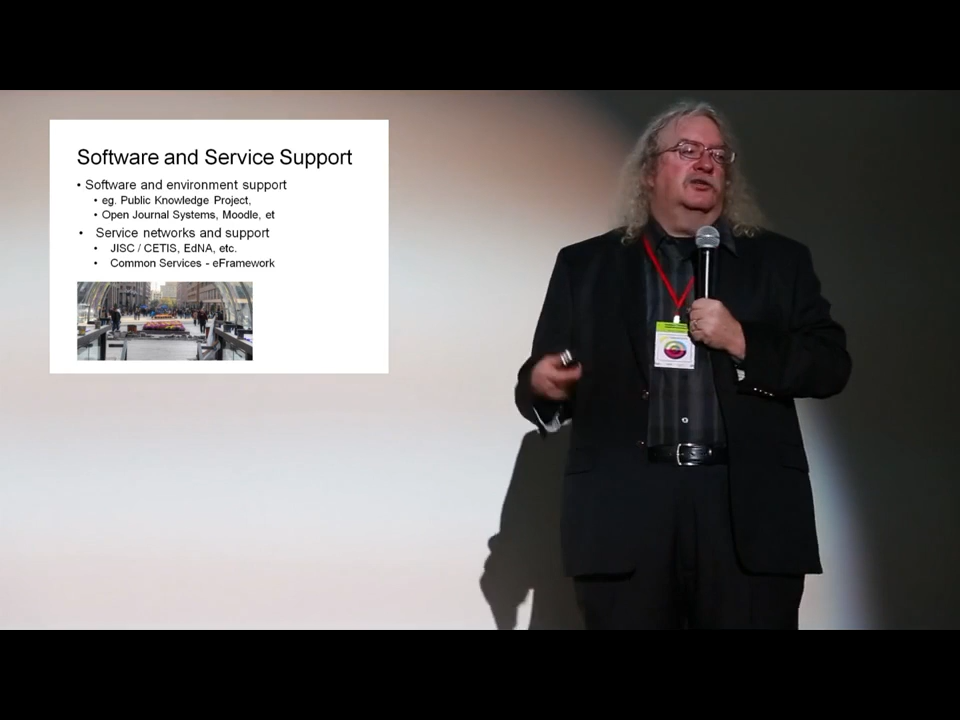 Software and Service Support
• Software and environment support
• eg. Public Knowledge Project,
• Open Journal Systems, Moodle, et
• Service networks and support
• JISC / CETIS, EdNA, etc.
• Common Services - eFramework